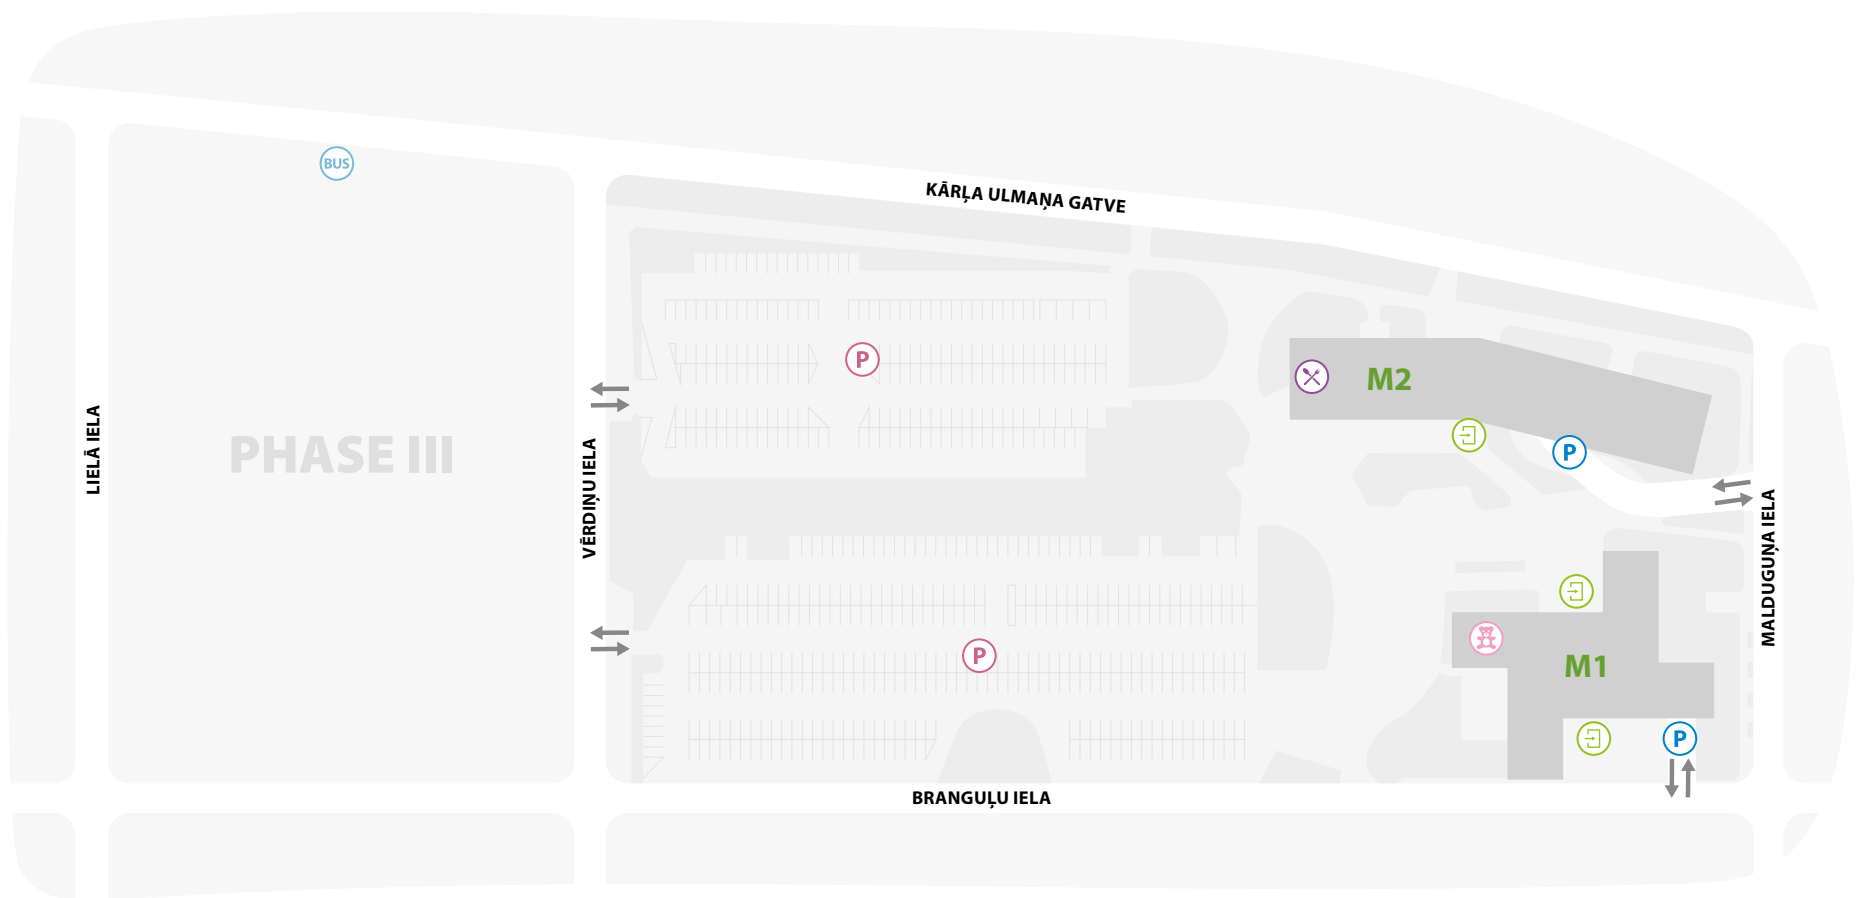 BUS
KĀRĻA ULMAŅA GATVE
P
M2
P
LIELĀ IELA
PHASE III
VĒRDIŅU IELA
MALDUGUŅA IELA
P
M1
P
BRANGUĻU IELA